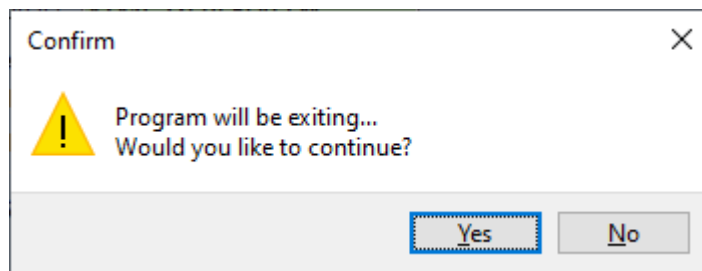 Confirm
Program will be exiting...
Would you like to continue?
Yes
No